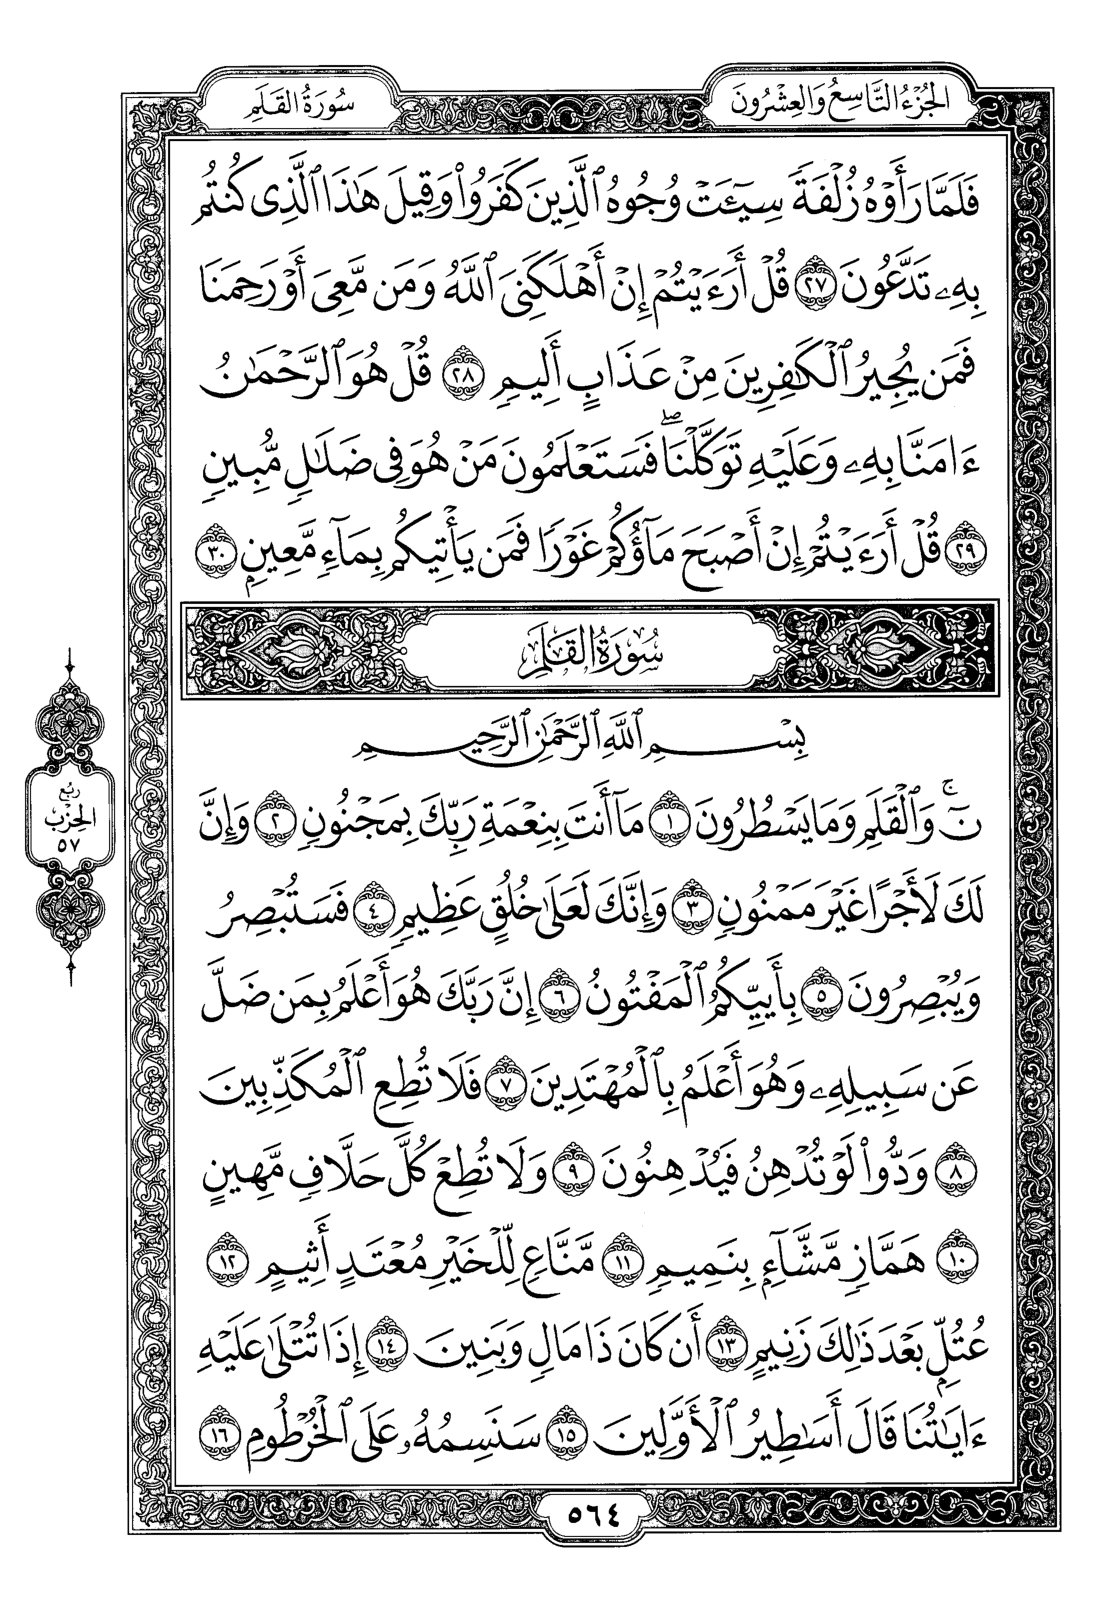 الجُزْءُ التَّاسِعُ وَالعِشْرُونَ
سُورَةُ القَلَمِ
فَلَمَّا رَأَوْهُ زُلْفَةً سِيٓـَٔتْ وُجُوهُ ٱلَّذِينَ كَفَرُوا۟ وَقِيلَ هَٰذَا ٱلَّذِى كُنتُم
بِهِۦ تَدَّعُونَ ٢٧ قُلْ أَرَءَيْتُمْ إِنْ أَهْلَكَنِىَ ٱللَّهُ وَمَن مَّعِىَ أَوْ رَحِمَنَا
فَمَن يُجِيرُ ٱلْكَٰفِرِينَ مِنْ عَذَابٍ أَلِيمٍ ٢٨ قُلْ هُوَ ٱلرَّحْمَٰنُ
ءَامَنَّا بِهِۦ وَعَلَيْهِ تَوَكَّلْنَا ۖ فَسَتَعْلَمُونَ مَنْ هُوَ فِى ضَلَٰلٍ مُّبِينٍ
٢٩ قُلْ أَرَءَيْتُمْ إِنْ أَصْبَحَ مَآؤُكُمْ غَوْرًا فَمَن يَأْتِيكُم بِمَآءٍ مَّعِينٍۭ ٣٠
سُورَةُ القَلَمِ
بِسْمِ ٱللَّهِ ٱلرَّحْمَٰنِ ٱلرَّحِيمِ
نٓ ۚ وَٱلْقَلَمِ وَمَا يَسْطُرُونَ ١ مَآ أَنتَ بِنِعْمَةِ رَبِّكَ بِمَجْنُونٍ ٢ وَإِنَّ
لَكَ لَأَجْرًا غَيْرَ مَمْنُونٍ ٣ وَإِنَّكَ لَعَلَىٰ خُلُقٍ عَظِيمٍ ٤ فَسَتُبْصِرُ
وَيُبْصِرُونَ ٥ بِأَييِّكُمُ ٱلْمَفْتُونُ ٦ إِنَّ رَبَّكَ هُوَ أَعْلَمُ بِمَن ضَلَّ
عَن سَبِيلِهِۦ وَهُوَ أَعْلَمُ بِٱلْمُهْتَدِينَ ٧ فَلَا تُطِعِ ٱلْمُكَذِّبِينَ
٨ وَدُّوا۟ لَوْ تُدْهِنُ فَيُدْهِنُونَ ٩ وَلَا تُطِعْ كُلَّ حَلَّافٍ مَّهِينٍ
١٠ هَمَّازٍ مَّشَّآءٍۭ بِنَمِيمٍ ١١ مَّنَّاعٍ لِّلْخَيْرِ مُعْتَدٍ أَثِيمٍ ١٢
عُتُلٍّۭ بَعْدَ ذَٰلِكَ زَنِيمٍ ١٣ أَن كَانَ ذَا مَالٍ وَبَنِينَ ١٤ إِذَا تُتْلَىٰ عَلَيْهِ
ءَايَٰتُنَا قَالَ أَسَٰطِيرُ ٱلْأَوَّلِينَ ١٥ سَنَسِمُهُۥ عَلَى ٱلْخُرْطُومِ ١٦
رُبع
الحِزْب
٥٧
٥٦٤